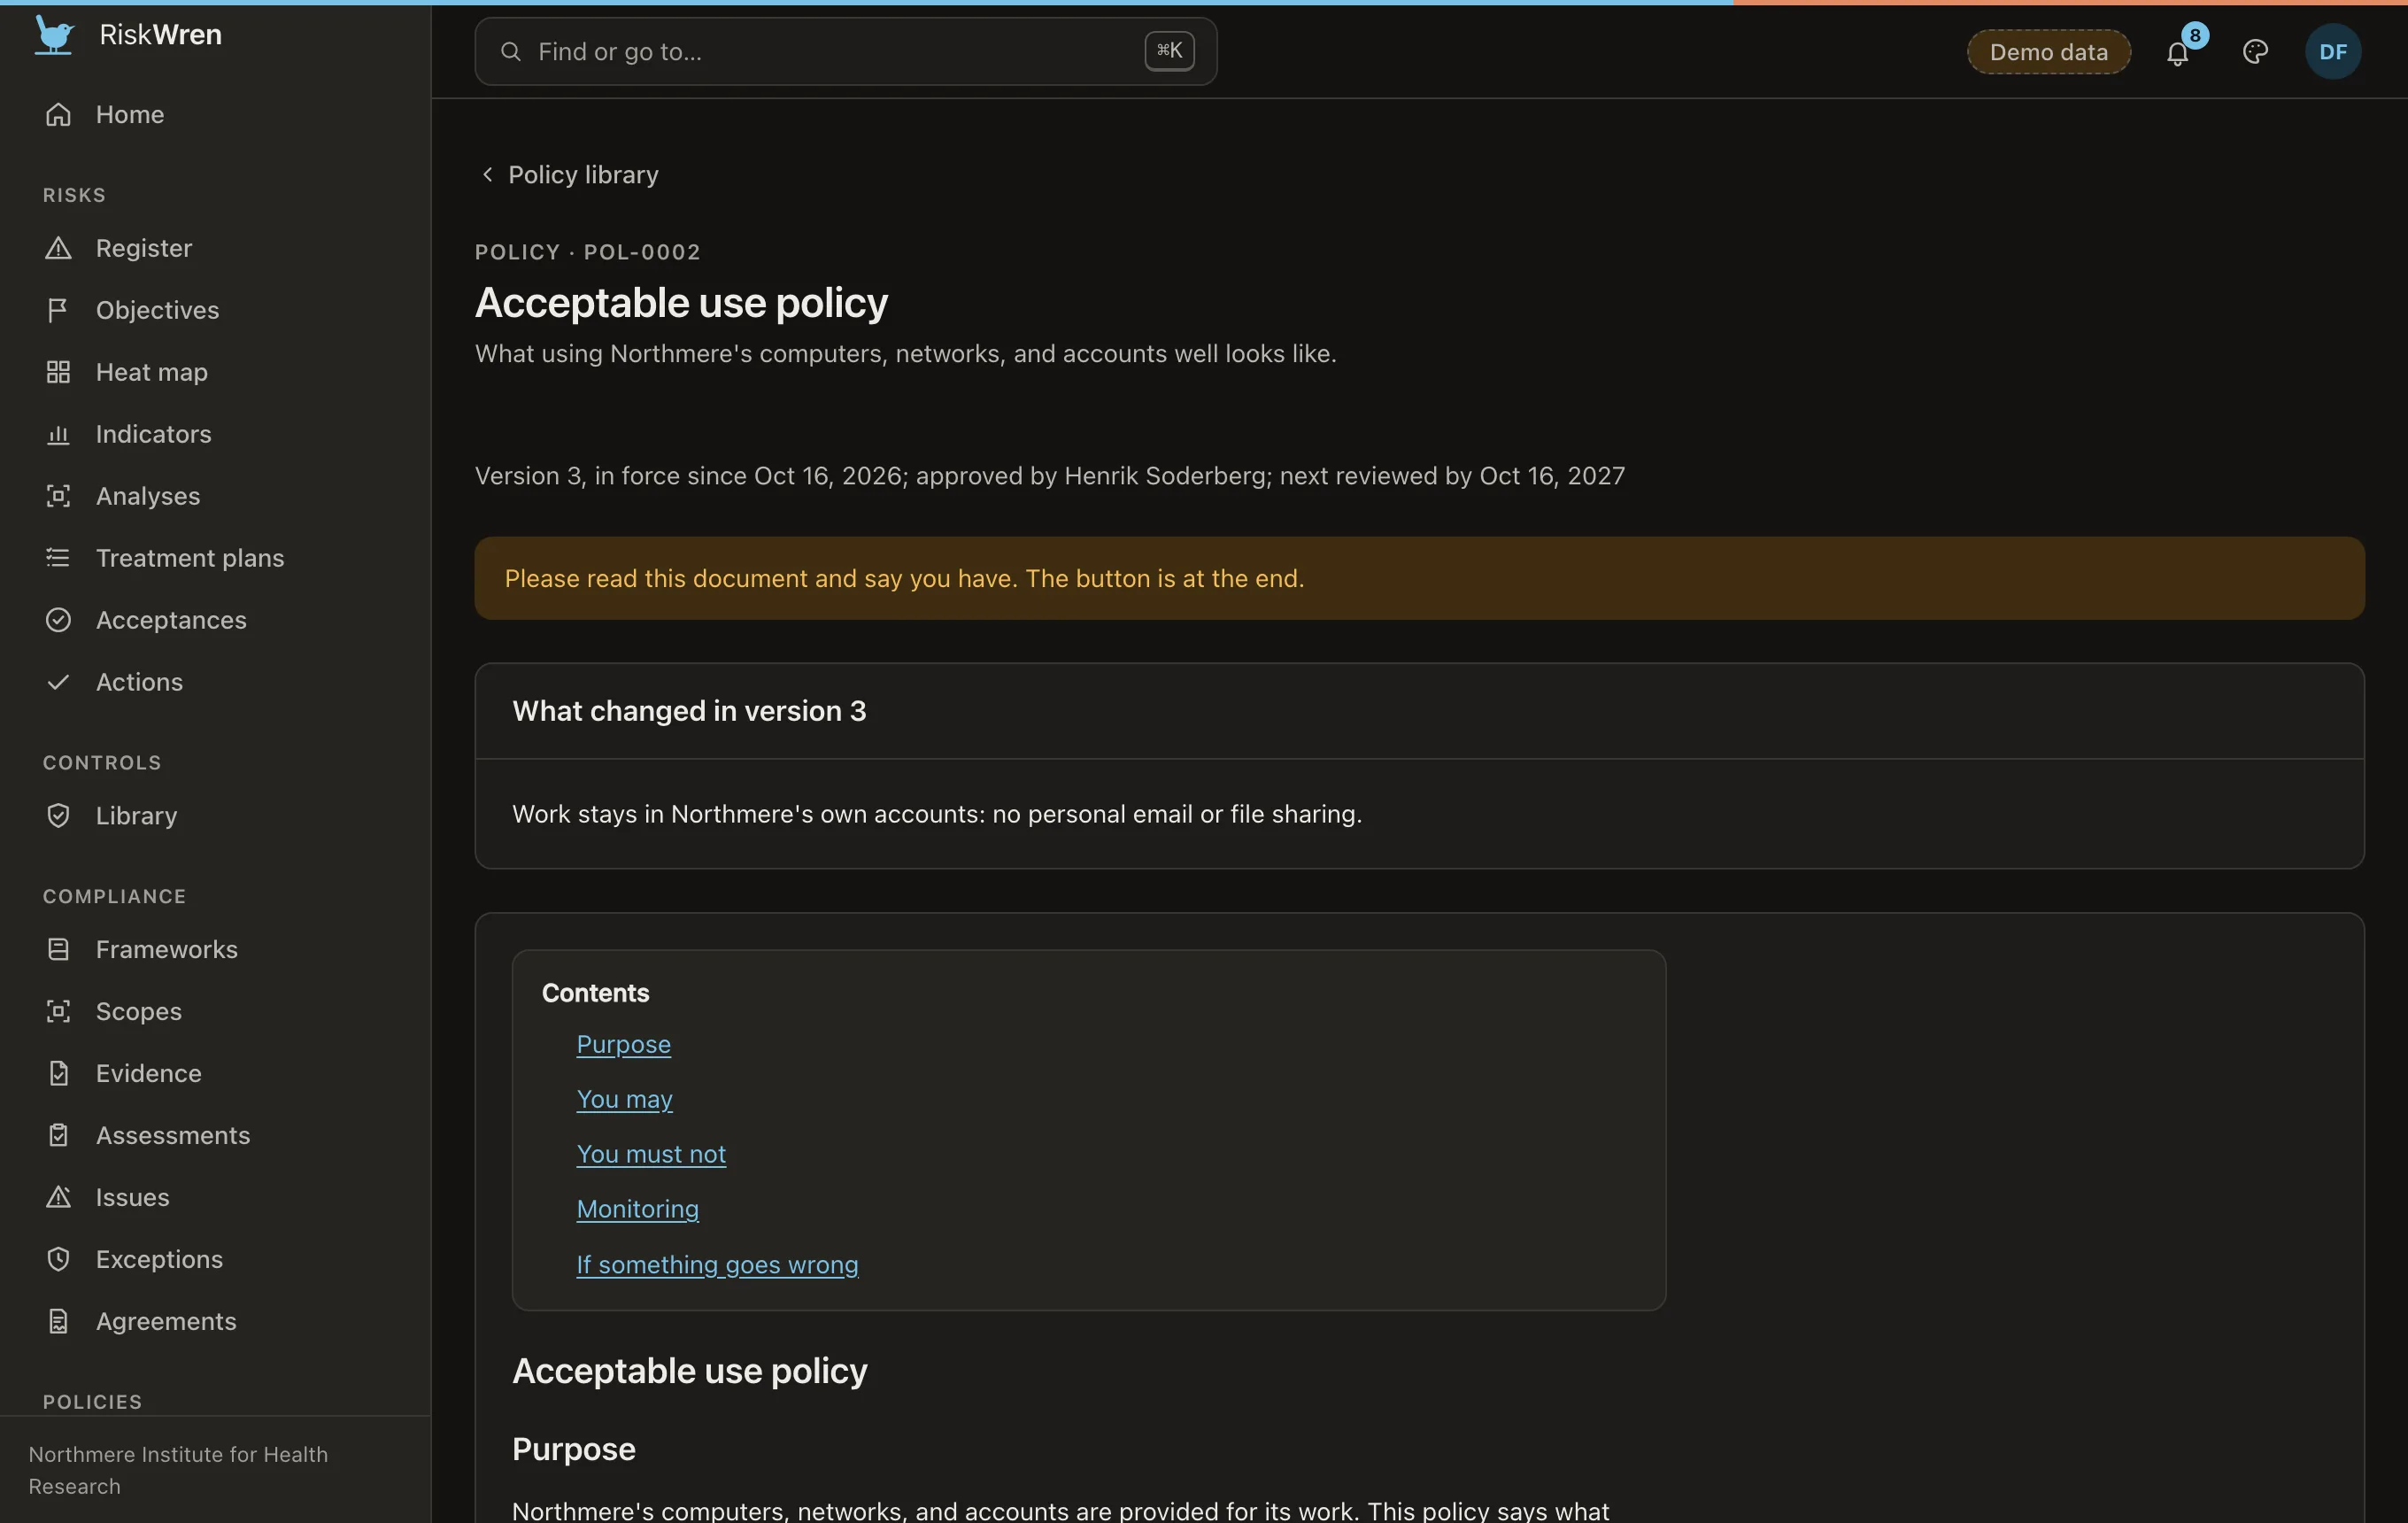 RiskWren
Find or go to...
⌘K
Demo data
8
DF
Home
RISKS
Register
Objectives
Heat map
Indicators
Analyses
Treatment plans
Acceptances
Actions
CONTROLS
Library
COMPLIANCE
Frameworks
Scopes
Evidence
Assessments
Issues
Exceptions
Agreements
POLICIES
Northmere Institute for Health
Research
Policy library
POLICY · POL-0002
Acceptable use policy
What using Northmere's computers, networks, and accounts well looks like.
Version 3, in force since Oct 16, 2026; approved by Henrik Soderberg; next reviewed by Oct 16, 2027
Please read this document and say you have. The button is at the end.
What changed in version 3
Work stays in Northmere's own accounts: no personal email or file sharing.
Contents
Purpose
You may
You must not
Monitoring
If something goes wrong
Acceptable use policy
Purpose
Northmere's computers, networks, and accounts are provided for its work. This policy says what